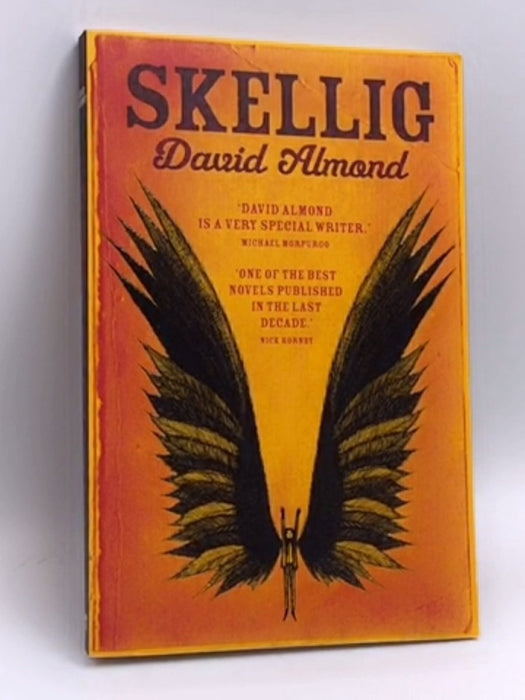 SKELLIG
David Almond
'DAVID ALMOND
IS A VERY SPECIAL WRITER.'
MICHAEL MORPURGO
'ONE OF THE BEST
NOVELS PUBLISHED
IN THE LAST
DECADE.'
NICK HORNBY